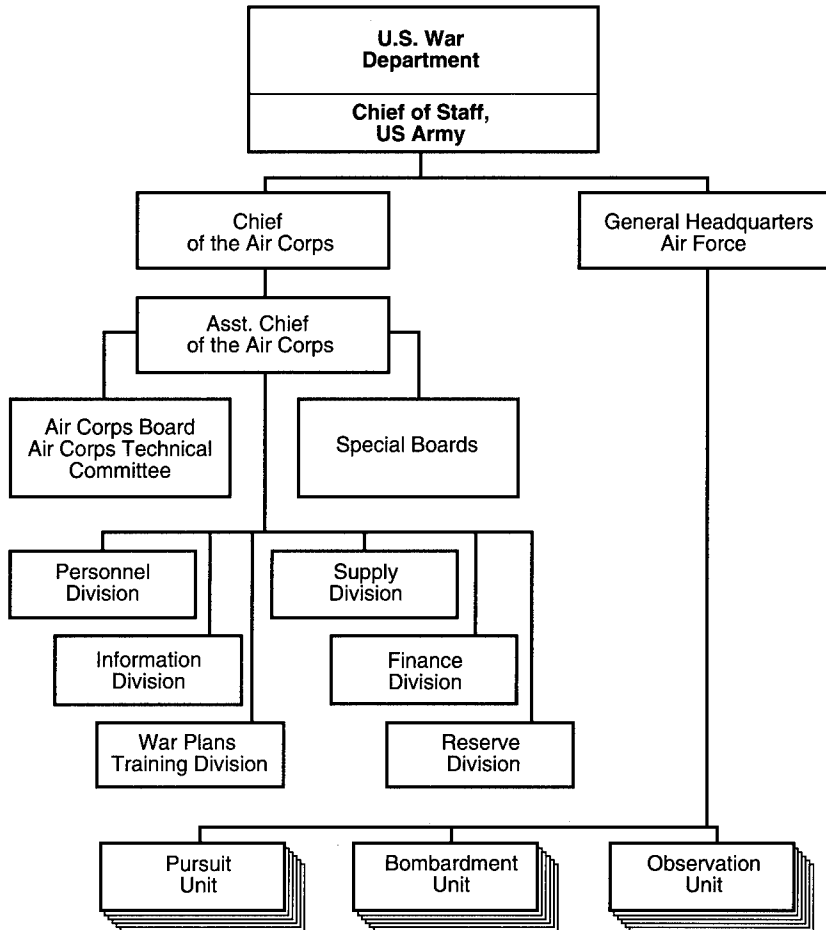 U.S. War
Department
Chief of Staff,
US Army
Chief
of the Air Corps
General Headquarters
Air Force
Asst. Chief
of the Air Corps
Air Corps Board
Air Corps Technical
Committee
Special Boards
Personnel
Division
Supply
Division
Information
Division
Finance
Division
War Plans
Training Division
Reserve
Division
Pursuit
Unit
Bombardment
Unit
Observation
Unit